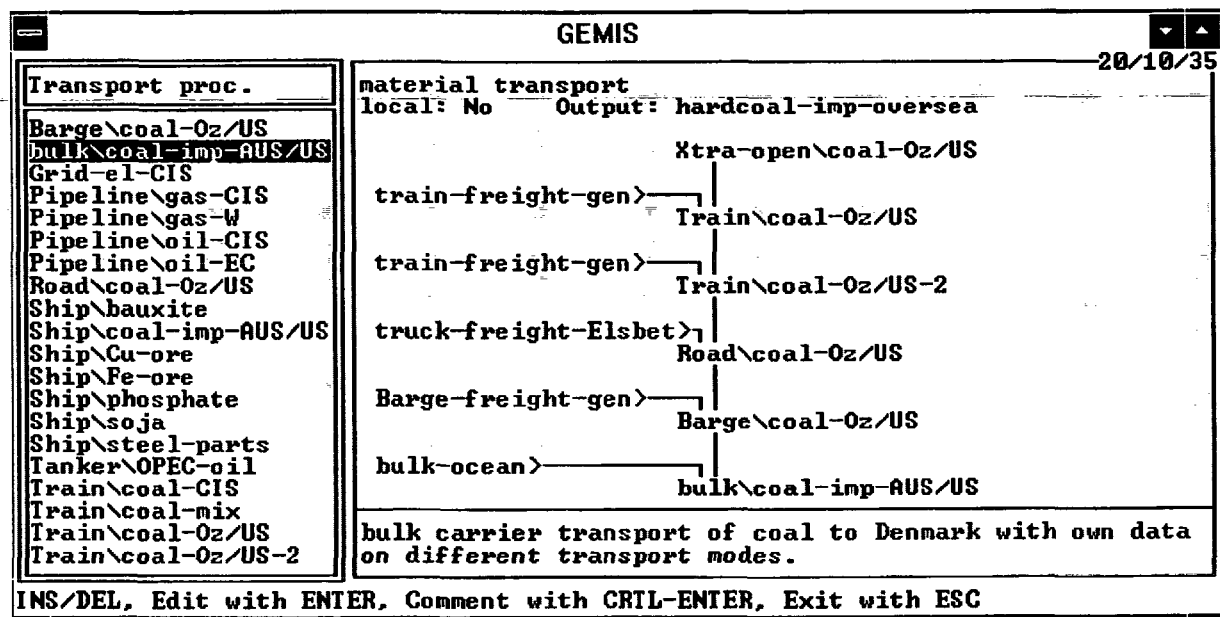 GEMIS
20/10/35
Transport proc.
Barge\coal-Oz/US
bulk\coal-imp-AUS/US
Grid-el-CIS
Pipeline\gas-CIS
Pipeline\gas-W
Pipeline\oil-CIS
Pipeline\oil-EC
Road\coal-Oz/US
Ship\bauxite
Ship\coal-imp-AUS/US
Ship\Cu-ore
Ship\Fe-ore
Ship\phosphate
Ship\soja
Ship\steel-parts
Tanker\OPEC-oil
Train\coal-CIS
Train\coal-mix
Train\coal-Oz/US
Train\coal-Oz/US-2
material transport
local: No Output: hardcoal-imp-oversea
Xtra-open\coal-Oz/US
train-freight-gen>
Train\coal-Oz/US
train-freight-gen>
Train\coal-Oz/US-2
truck-freight-Elsbet>
Road\coal-Oz/US
Barge-freight-gen>
Barge\coal-Oz/US
bulk-ocean>
bulk\coal-imp-AUS/US
bulk carrier transport of coal to Denmark with own data
on different transport modes.
INS/DEL, Edit with ENTER, Comment with CRTL-ENTER, Exit with ESC